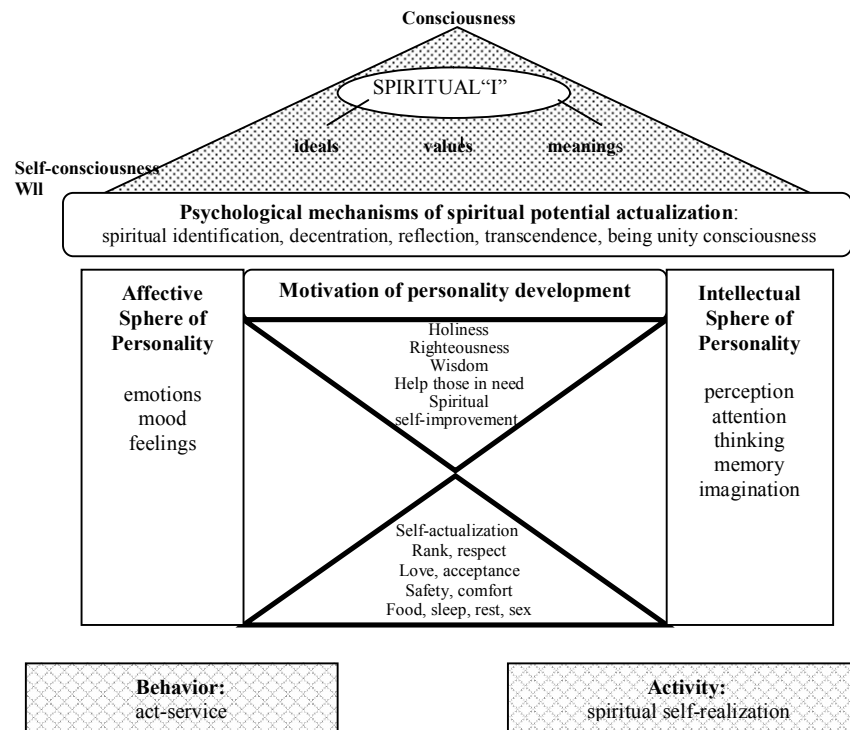 Consciousness
SPIRITUAL“I”
ideals values meanings
Self-consciousness
Wll
Psychological mechanisms of spiritual potential actualization:
spiritual identification, decentration, reflection, transcendence, being unity consciousness
Affective
Sphere of
Personality
emotions
mood
feelings
Motivation of personality development
Holiness
Righteousness
Wisdom
Help those in need
Spiritual
self-improvement
Self-actualization
Rank, respect
Love, acceptance
Safety, comfort
Food, sleep, rest, sex
Intellectual
Sphere of
Personality
perception
attention
thinking
memory
imagination
Behavior:
act-service
Activity:
spiritual self-realization